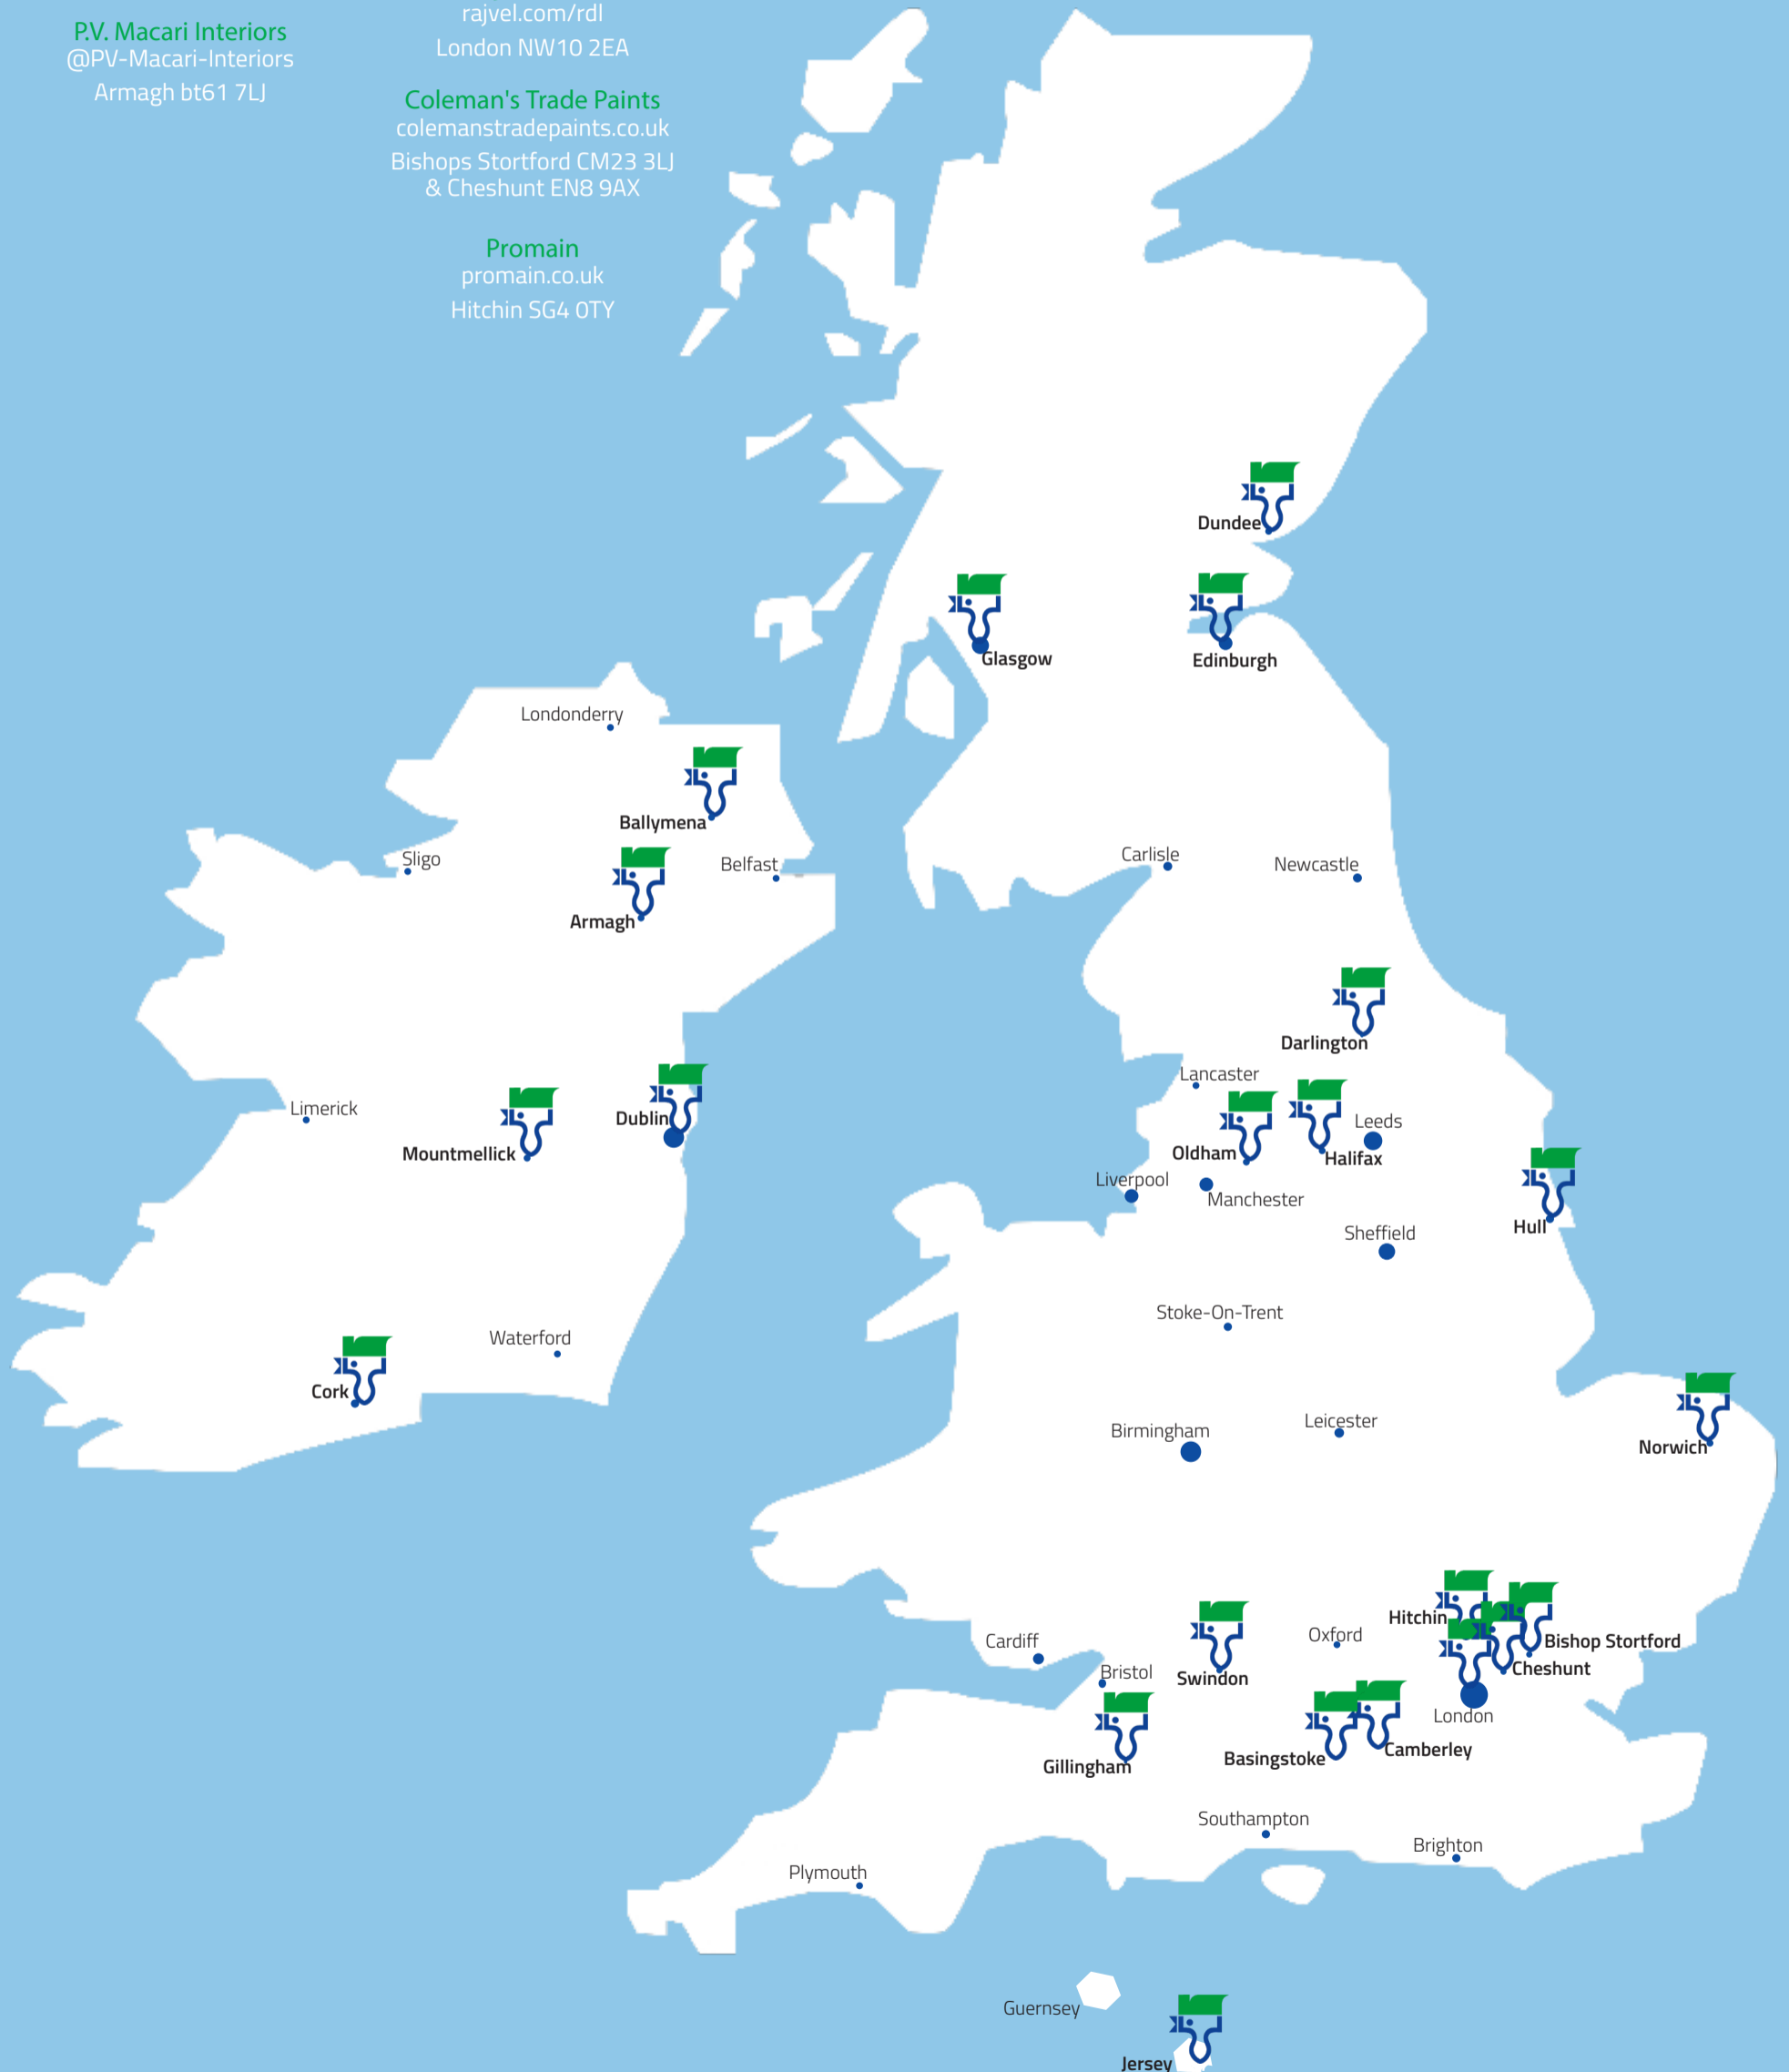 P.V. Macari Interiors
@PV-Macari-Interiors
Armagh bt61 7LJ
rajvel.com/rdl
London NW10 2EA
Coleman's Trade Paints
colemanstradepaints.co.uk
Bishops Stortford CM23 3LJ
& Cheshunt EN8 9AX
Promain
promain.co.uk
Hitchin SG4 0TY
Dundee
Glasgow
Edinburgh
Londonderry
Ballymena
Sligo
Belfast
Carlisle
Newcastle
Armagh
Darlington
Lancaster
Limerick
Dublin
Leeds
Mountmellick
Oldham
Halifax
Liverpool
Manchester
Hull
Sheffield
Stoke-On-Trent
Waterford
Cork
Birmingham
Leicester
Norwich
Hitchin
Cardiff
Oxford
Bishop Stortford
Bristol
Swindon
Cheshunt
London
Gillingham
Basingstoke
Camberley
Southampton
Brighton
Plymouth
Guernsey
Jersey